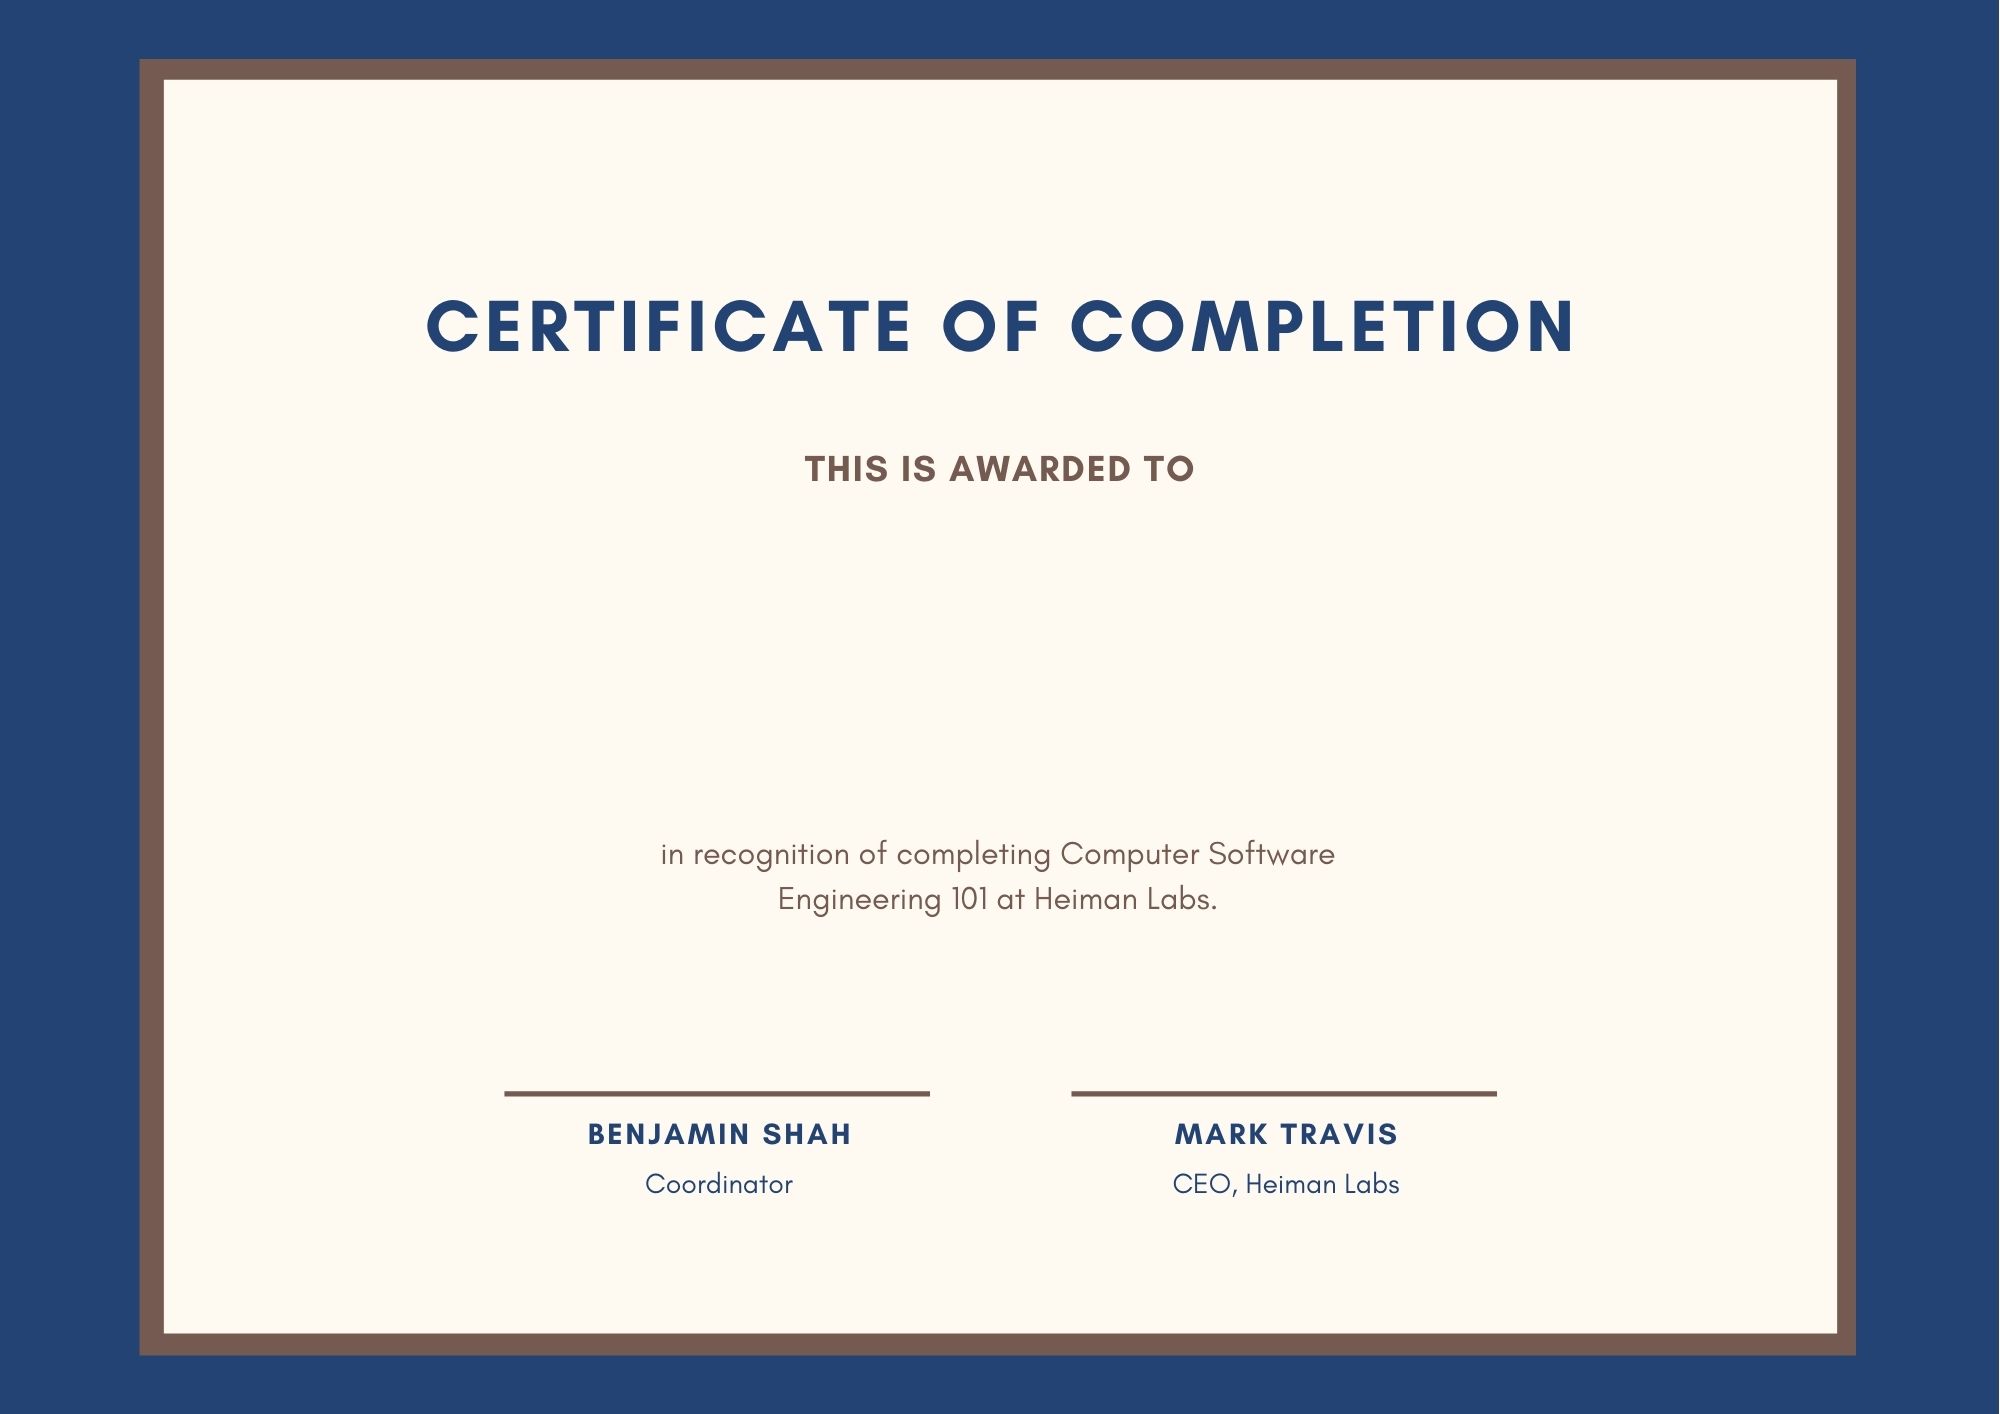 CERTIFICATE OF COMPLETION
THIS IS AWARDED TO
in recognition of completing Computer Software
Engineering 101 at Heiman Labs.
BENJAMIN SHAH
Coordinator
MARK TRAVIS
CEO, Heiman Labs